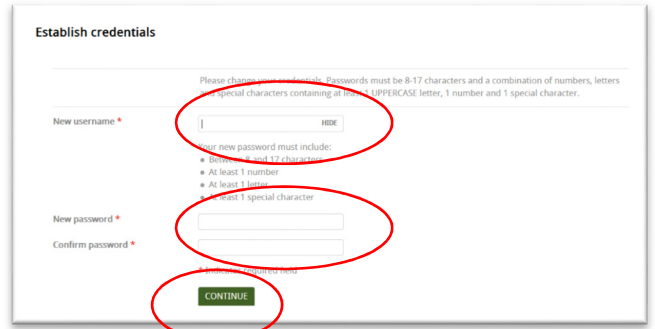 Establish credentials
Please change your credentials. Passwords must be 8-17 characters and a combination of numbers, letters
and special characters containing at least 1 UPPERCASE letter, 1 number and 1 special character.
New username *
HIDE
Your new password must include:
• Between 8 and 17 characters
• At least 1 number
• At least 1 letter
• At least 1 special character
New password *
Confirm password *
* Indicates required field
CONTINUE